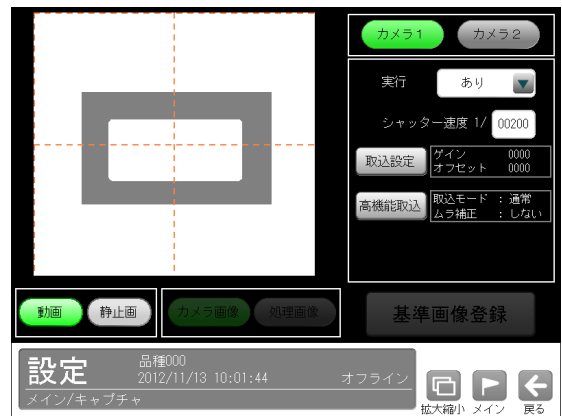 カメラ1 カメラ2
実行 あり
シャッター速度 1/ 00200
取込設定 ゲイン 0000
オフセット 0000
高機能取込 取込モード : 通常
ムラ補正 : しない
動画 静止画 カメラ画像 処理画像 基準画像登録
設定 品種000
2012/11/13 10:01:44 オフライン
メイン/キャプチャ
拡大縮小 メイン 戻る